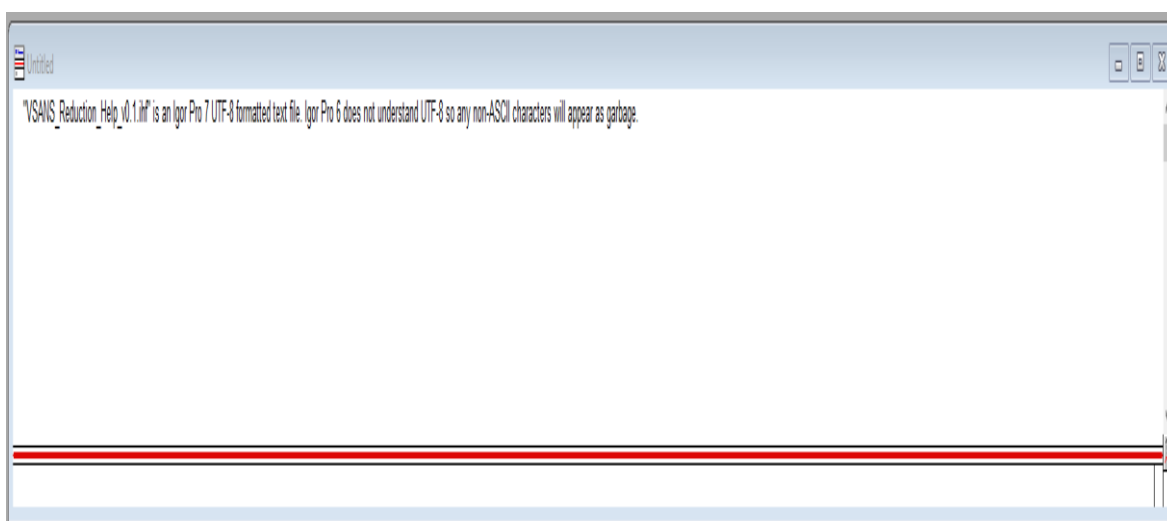 Untitled
"VSANS_Reduction_Help_v0.1.ihf" is an Igor Pro 7 UTF-8 formatted text file. Igor Pro 6 does not understand UTF-8 so any non-ASCII characters will appear as garbage.